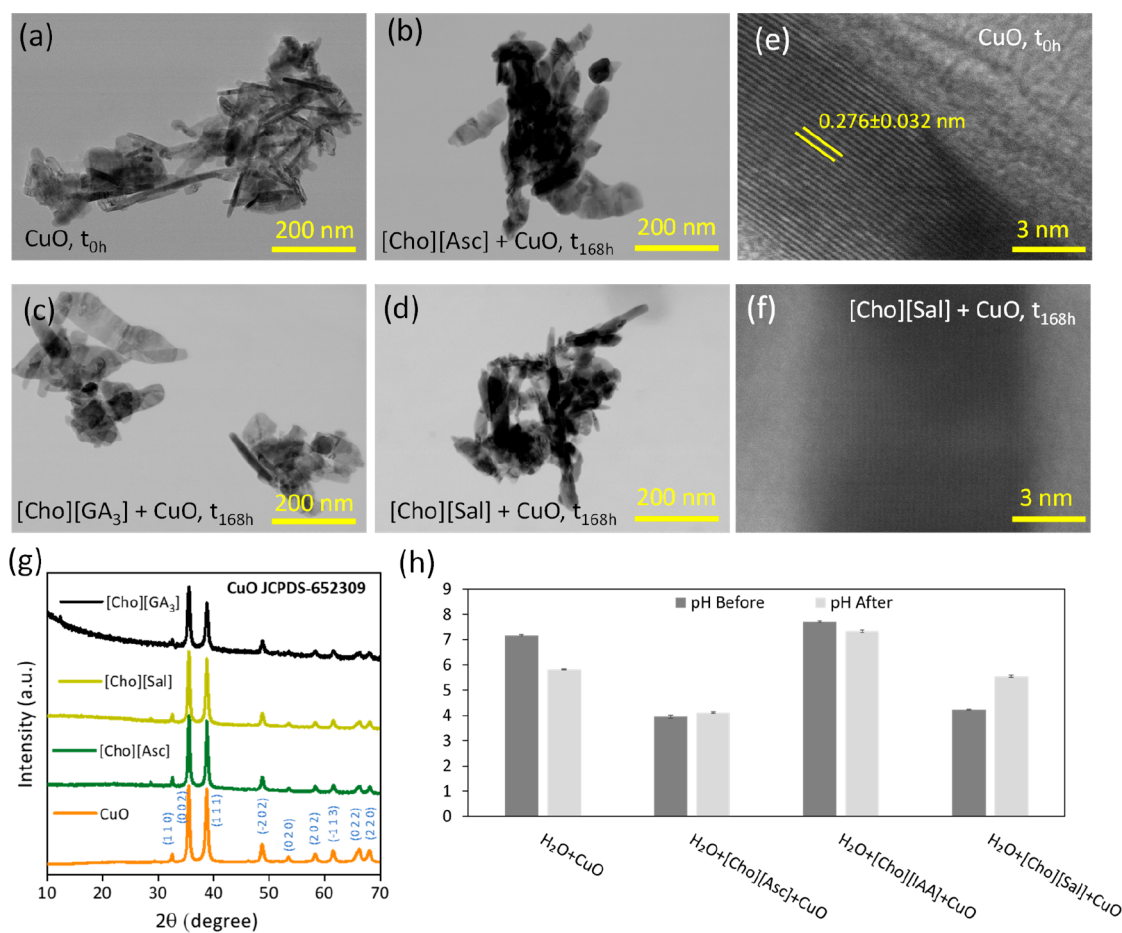 (a)
CuO, t0h
200 nm
(b)
[Cho][Asc] + CuO, t168h
200 nm
(e)
CuO, t0h
0.276±0.032 nm
3 nm
(c)
[Cho][GA3] + CuO, t168h
200 nm
(d)
[Cho][Sal] + CuO, t168h
200 nm
(f)
[Cho][Sal] + CuO, t168h
3 nm
(g)
CuO JCPDS-652309
[Cho][GA3]
[Cho][Sal]
[Cho][Asc]
CuO
(1 1 0)
(0 0 2)
(1 1 1)
(-2 0 2)
(0 2 0)
(2 0 2)
(-1 1 3)
(0 2 2)
(2 2 0)
Intensity (a.u.)
10 20 30 40 50 60 70
2θ (degree)
(h)
pH Before pH After
9
8
7
6
5
4
3
2
1
0
H2O+CuO
H2O+[Cho][Asc]+CuO
H2O+[Cho][IAA]+CuO
H2O+[Cho][Sal]+CuO